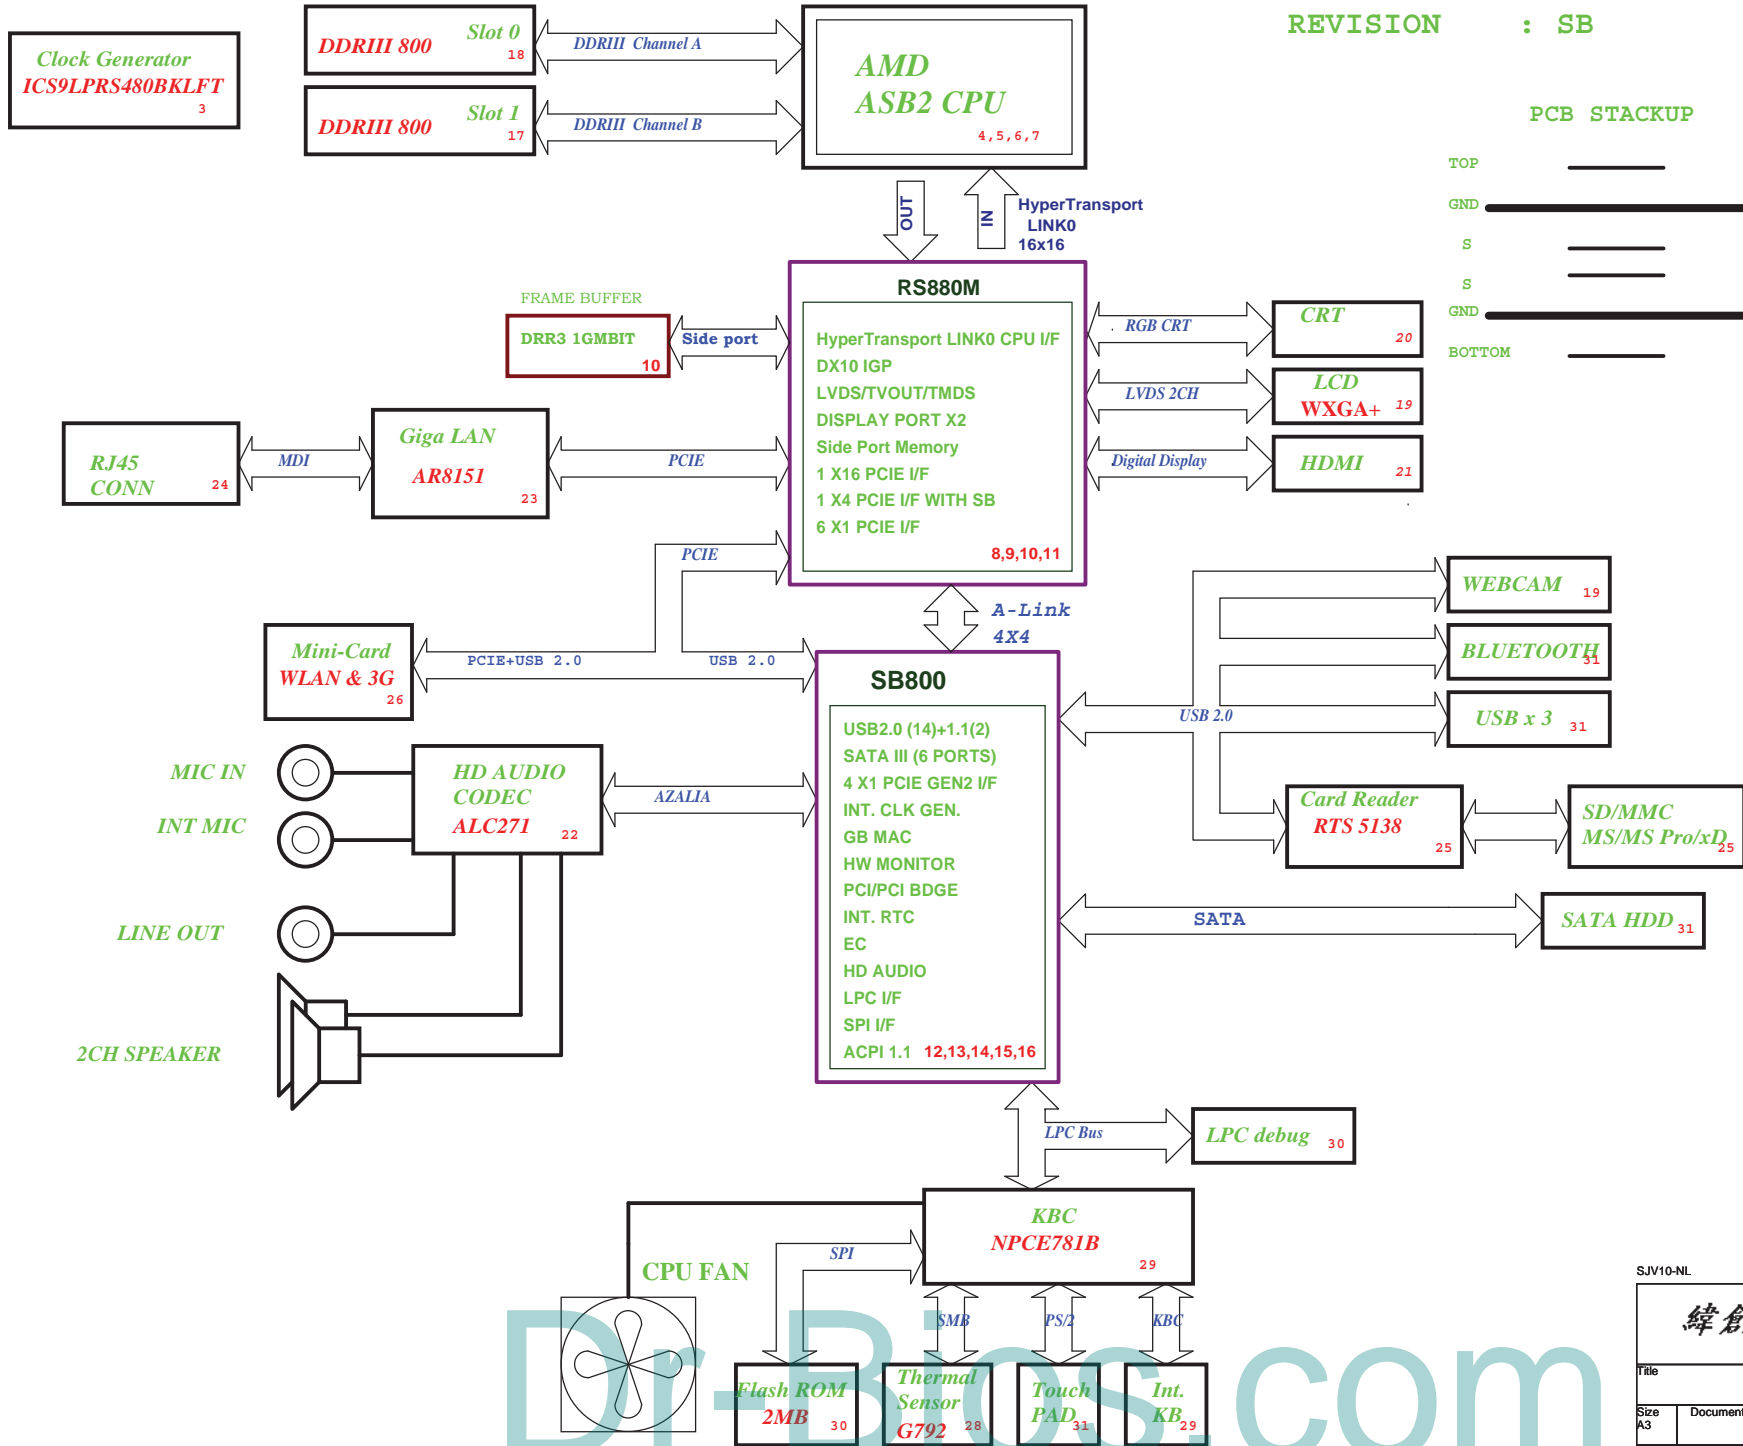 REVISION : SB
Clock Generator
ICS9LPRS480BKLFT
3
DDRIII 800 Slot 0
18
DDRIII Channel A
DDRIII 800 Slot 1
17
DDRIII Channel B
AMD
ASB2 CPU
4,5,6,7
PCB STACKUP
TOP
GND
S
S
GND
BOTTOM
OUT
IN
HyperTransport
LINK0
16x16
FRAME BUFFER
DRR3 1GMBIT
10
Side port
RS880M
HyperTransport LINK0 CPU I/F
DX10 IGP
LVDS/TVOUT/TMDS
DISPLAY PORT X2
Side Port Memory
1 X16 PCIE I/F
1 X4 PCIE I/F WITH SB
6 X1 PCIE I/F
8,9,10,11
RGB CRT
CRT
20
LVDS 2CH
LCD
WXGA+ 19
Digital Display
HDMI 21
RJ45
CONN 24
MDI
Giga LAN
AR8151
23
PCIE
PCIE
A-Link
4X4
Mini-Card
WLAN & 3G
26
PCIE+USB 2.0
USB 2.0
SB800
USB2.0 (14)+1.1(2)
SATA III (6 PORTS)
4 X1 PCIE GEN2 I/F
INT. CLK GEN.
GB MAC
HW MONITOR
PCI/PCI BDGE
INT. RTC
EC
HD AUDIO
LPC I/F
SPI I/F
ACPI 1.1 12,13,14,15,16
WEBCAM 19
BLUETOOTH
31
USB 2.0
USB x 3 31
Card Reader
RTS 5138
25
SD/MMC
MS/MS Pro/xD
25
SATA
SATA HDD 31
MIC IN
INT MIC
HD AUDIO
CODEC
ALC271 22
AZALIA
LINE OUT
2CH SPEAKER
LPC Bus
LPC debug 30
KBC
NPCE781B
29
SPI
CPU FAN
SMB
PS/2
KBC
Flash ROM
2MB 30
Thermal
Sensor
G792 28
Touch
PAD
31
Int.
KB
29
Dr-Bios.com
SJV10-NL
緯創
Title
Size
A3
Document